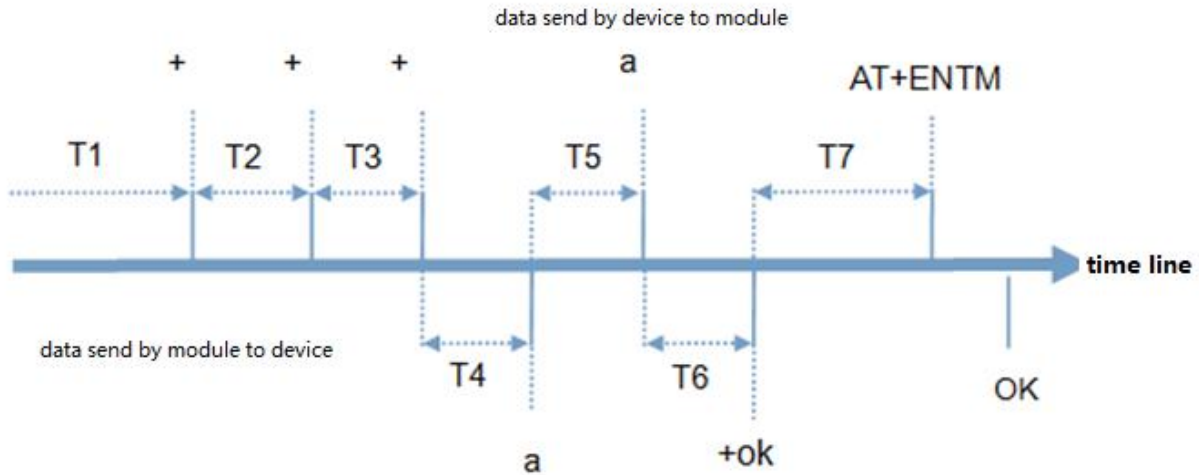 data send by device to module
+ + + a
AT+ENTM
T1 T2 T3 T5 T7
time line
data send by module to device
T4 T6
OK
a +ok